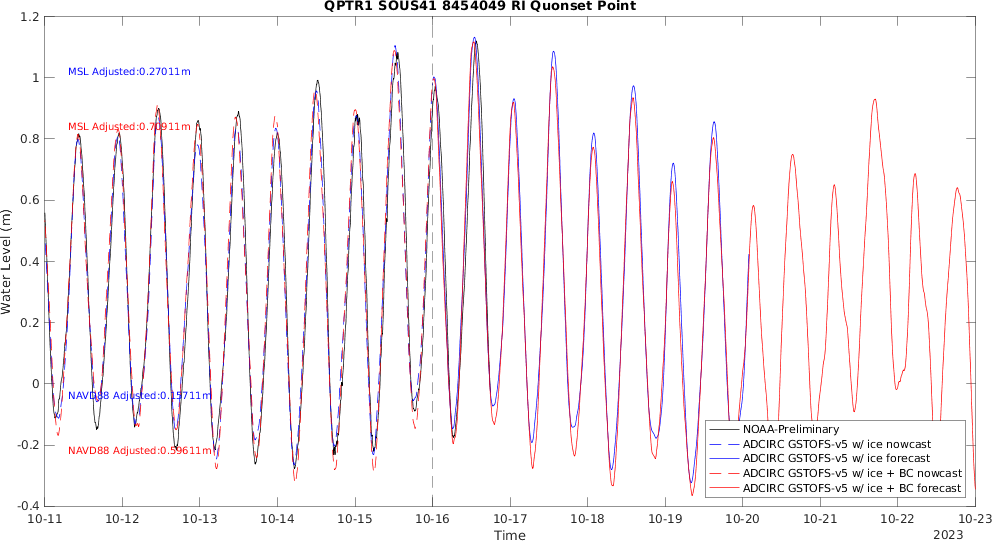 QPTR1 SOUS41 8454049 RI Quonset Point
1.2
1
0.8
0.6
0.4
0.2
0
-0.2
-0.4
Water Level (m)
MSL Adjusted:0.27011m
MSL Adjusted:0.70911m
NAVD88 Adjusted:0.15711m
NAVD88 Adjusted:0.59611m
NOAA-Preliminary
ADCIRC GSTOFS-v5 w/ ice nowcast
ADCIRC GSTOFS-v5 w/ ice forecast
ADCIRC GSTOFS-v5 w/ice + BC nowcast
ADCIRC GSTOFS-v5 w/ice + BC forecast
10-11 10-12 10-13 10-14 10-15 10-16 10-17 10-18 10-19 10-20 10-21 10-22 10-23
Time
2023